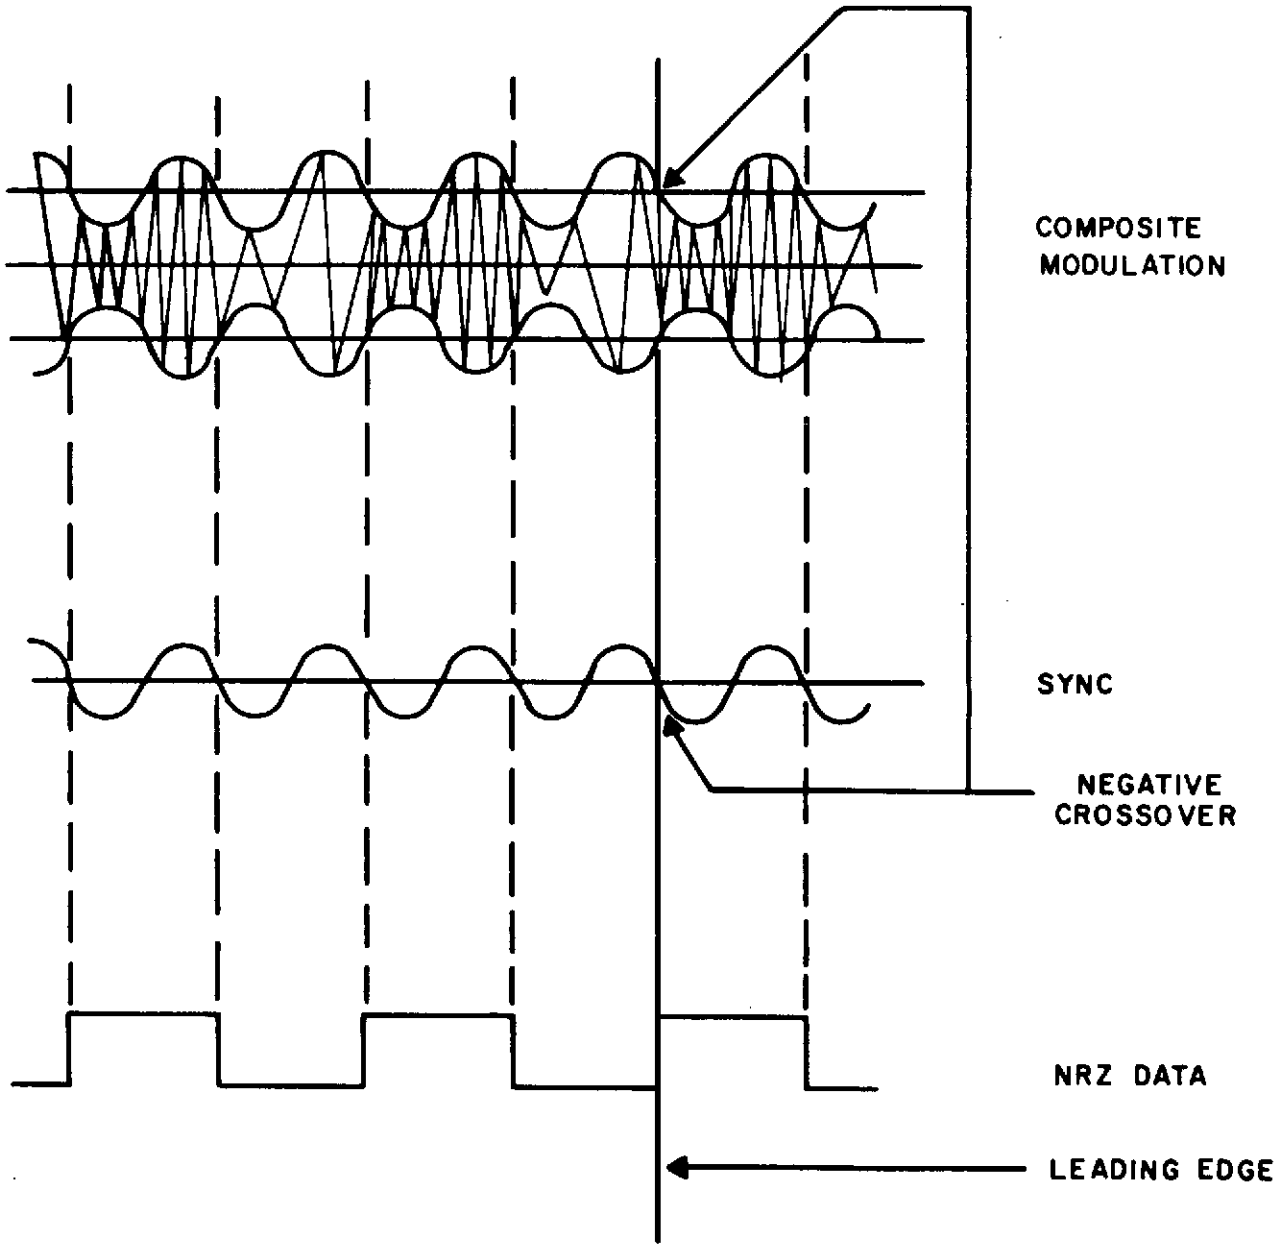 COMPOSITE
MODULATION
SYNC
NEGATIVE
CROSSOVER
NRZ DATA
LEADING EDGE